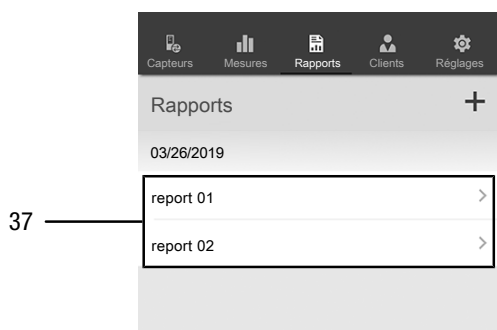 Capteurs Mesures Rapports Clients Réglages
Rapports +
03/26/2019
report 01 >
37
report 02 >